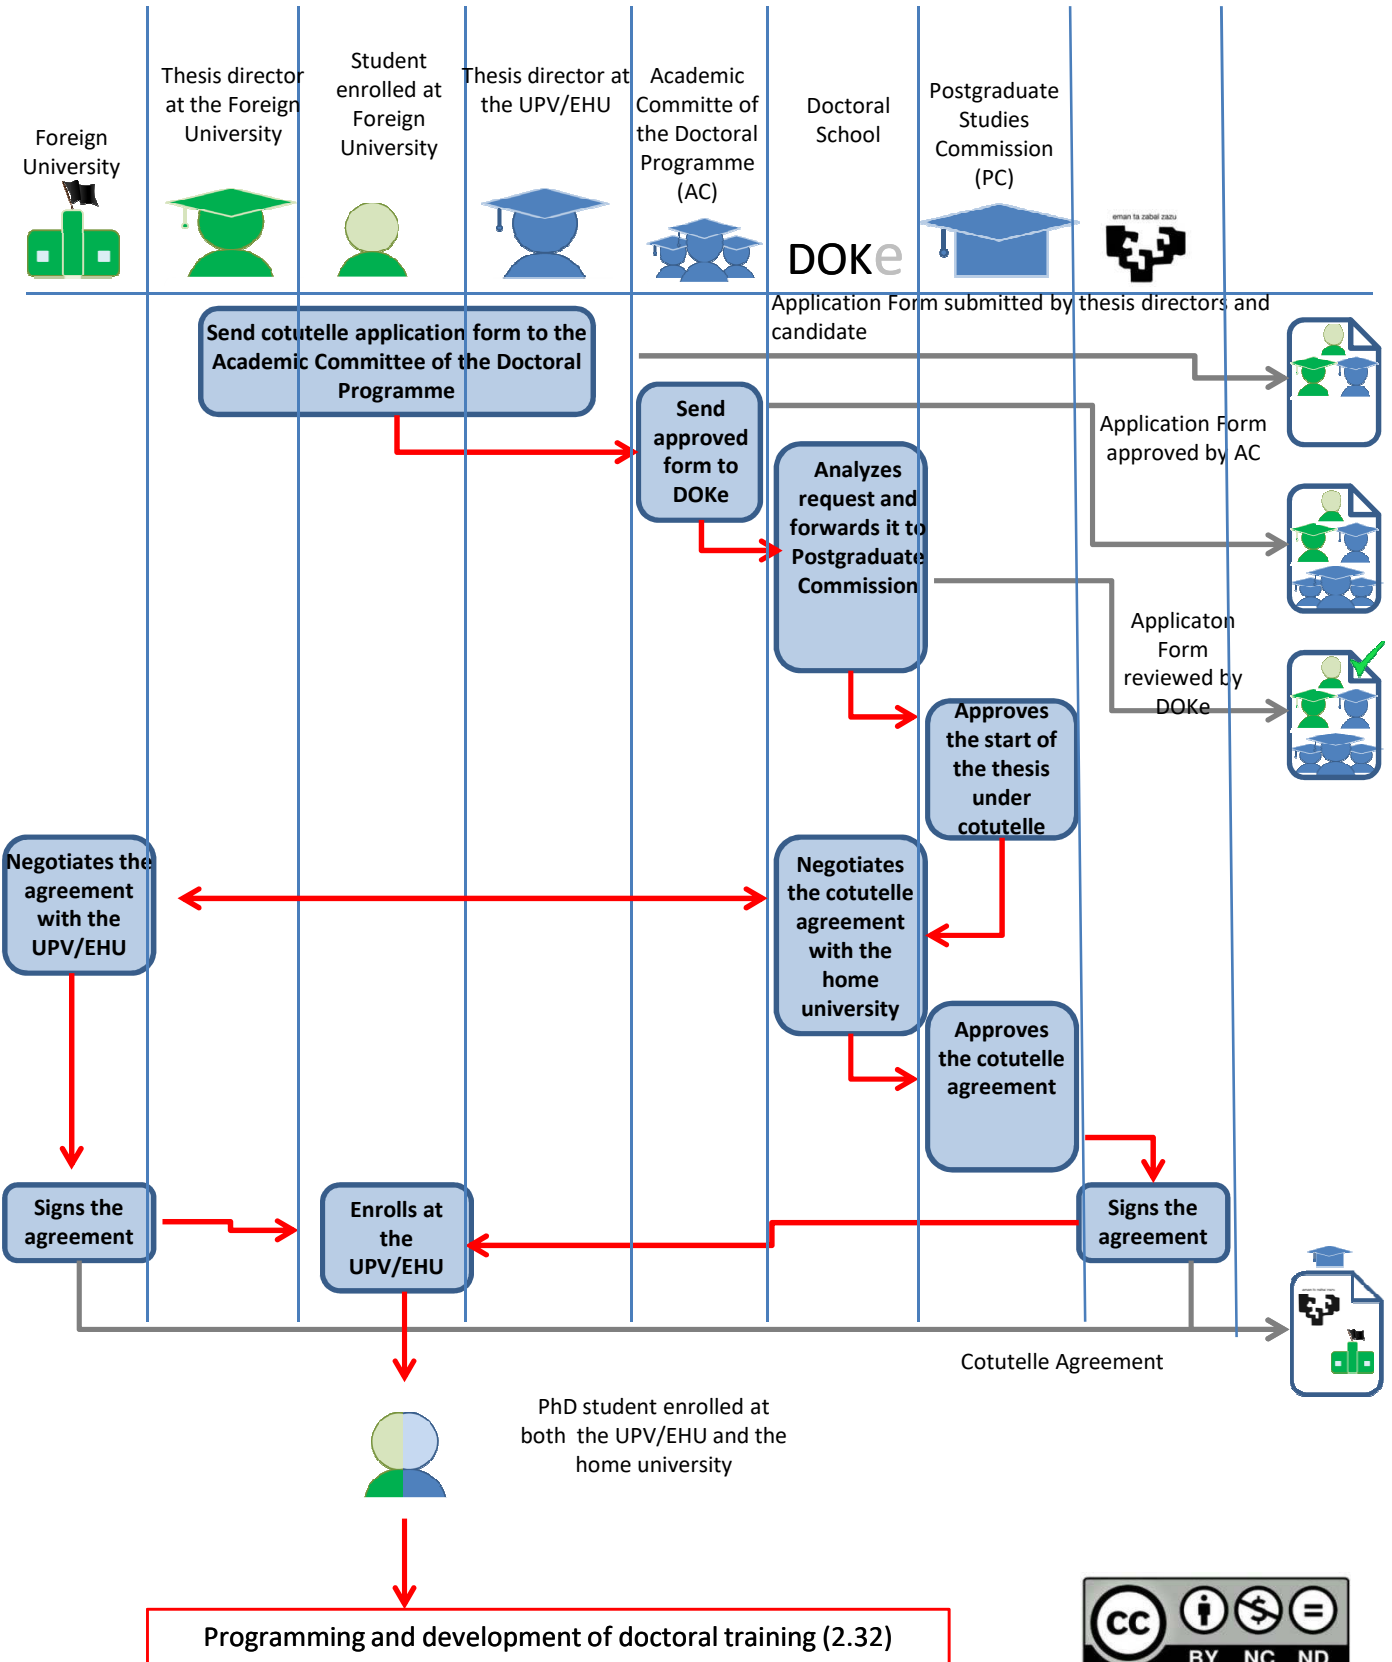 Foreign
University
Thesis director
at the Foreign
University
Student
enrolled at
Foreign
University
Thesis director at
the UPV/EHU
Academic
Committe of
the Doctoral
Programme
(AC)
Doctoral
School
DOKe
Postgraduate
Studies
Commission
(PC)
eman ta zabal zazu
Application Form submitted by thesis directors and
candidate
Send cotutelle application form to the
Academic Committee of the Doctoral
Programme
Send
approved
form to
DOKe
Application Form
approved by AC
Analyzes
request and
forwards it to
Postgraduate
Commission
Applicaton
Form
reviewed by
DOKe
Approves
the start of
the thesis
under
cotutelle
Negotiates the
agreement
with the
UPV/EHU
Negotiates
the cotutelle
agreement
with the
home
university
Approves
the cotutelle
agreement
Signs the
agreement
Enrolls at
the
UPV/EHU
Signs the
agreement
Cotutelle Agreement
PhD student enrolled at
both the UPV/EHU and the
home university
Programming and development of doctoral training (2.32)
cc
BY NC ND